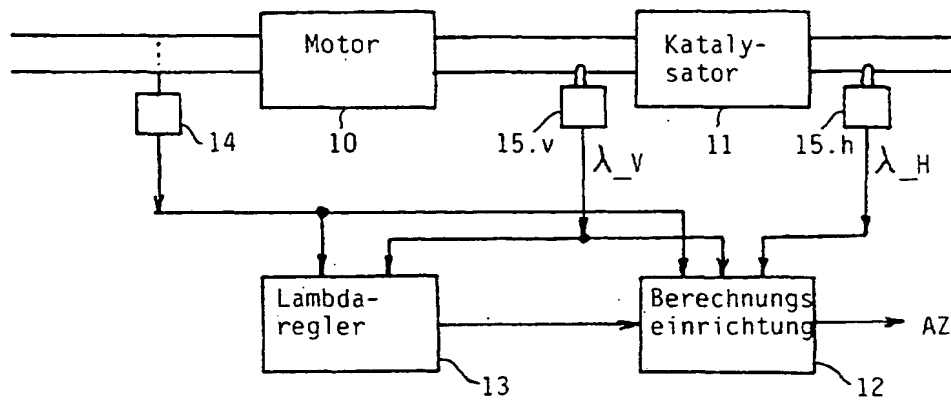 Motor
Kataly-
sator
14
10
15.v
11
15.h
λ_V
λ_H
Lambda-
regler
Berechnungs
einrichtung
AZ
13
12